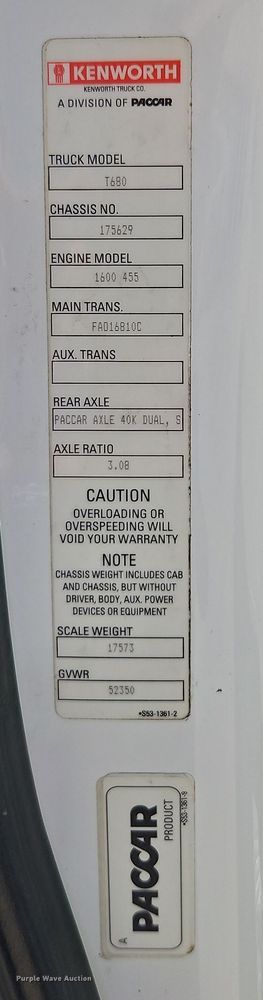 KENWORTH
KENWORTH TRUCK CO.
A DIVISION OF PACCAR
TRUCK MODEL
T680
CHASSIS NO.
175629
ENGINE MODEL
1600 455
MAIN TRANS.
FAO16810C
AUX. TRANS
REAR AXLE
PACCAR AXLE 40K DUAL, S
AXLE RATIO
3.08
CAUTION
OVERLOADING OR
OVERSPEEDING WILL
VOID YOUR WARRANTY
NOTE
CHASSIS WEIGHT INCLUDES CAB
AND CHASSIS, BUT WITHOUT
DRIVER, BODY, AUX. POWER
DEVICES OR EQUIPMENT
SCALE WEIGHT
17573
GVWR
52350
•S53-1361-2
A
PACCAR
PRODUCT
•S53-1361-9
Purple Wave Auction